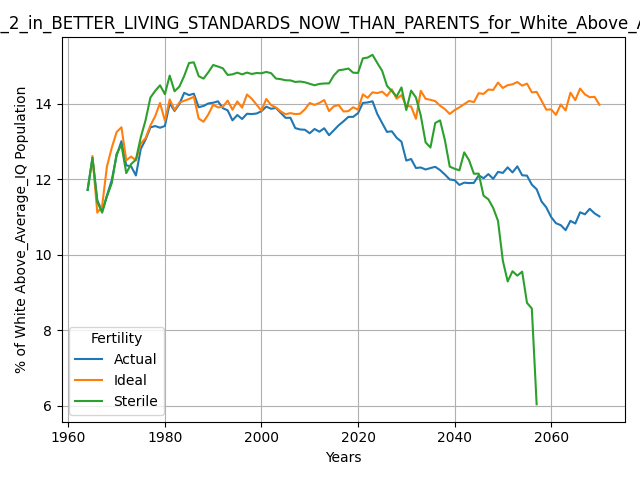 _2_in_BETTER_LIVING_STANDARDS_NOW_THAN_PARENTS_for_White_Above_A
% of White Above_Average_IQ Population
14
12
10
8
6
Fertility
Actual
Ideal
Sterile
1960 1980 2000 2020 2040 2060
Years